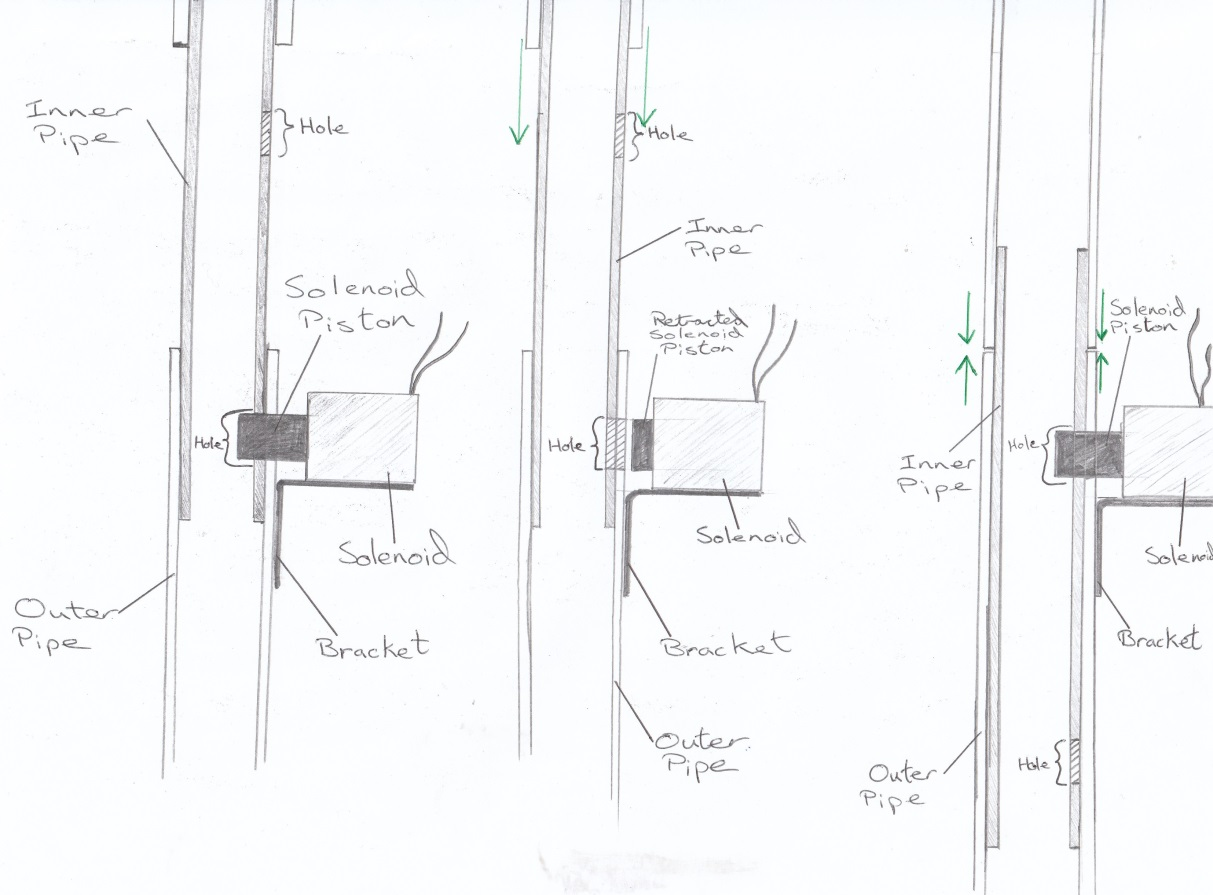 Inner
Pipe
Hole
Solenoid
Piston
Hole
Solenoid
Outer
Pipe
Bracket
Hole
Inner
Pipe
Retracted
Solenoid
Piston
Hole
Solenoid
Bracket
Outer
Pipe
Solenoid
Piston
Hole
Inner
Pipe
Solenoid
Bracket
Hole
Outer
Pipe